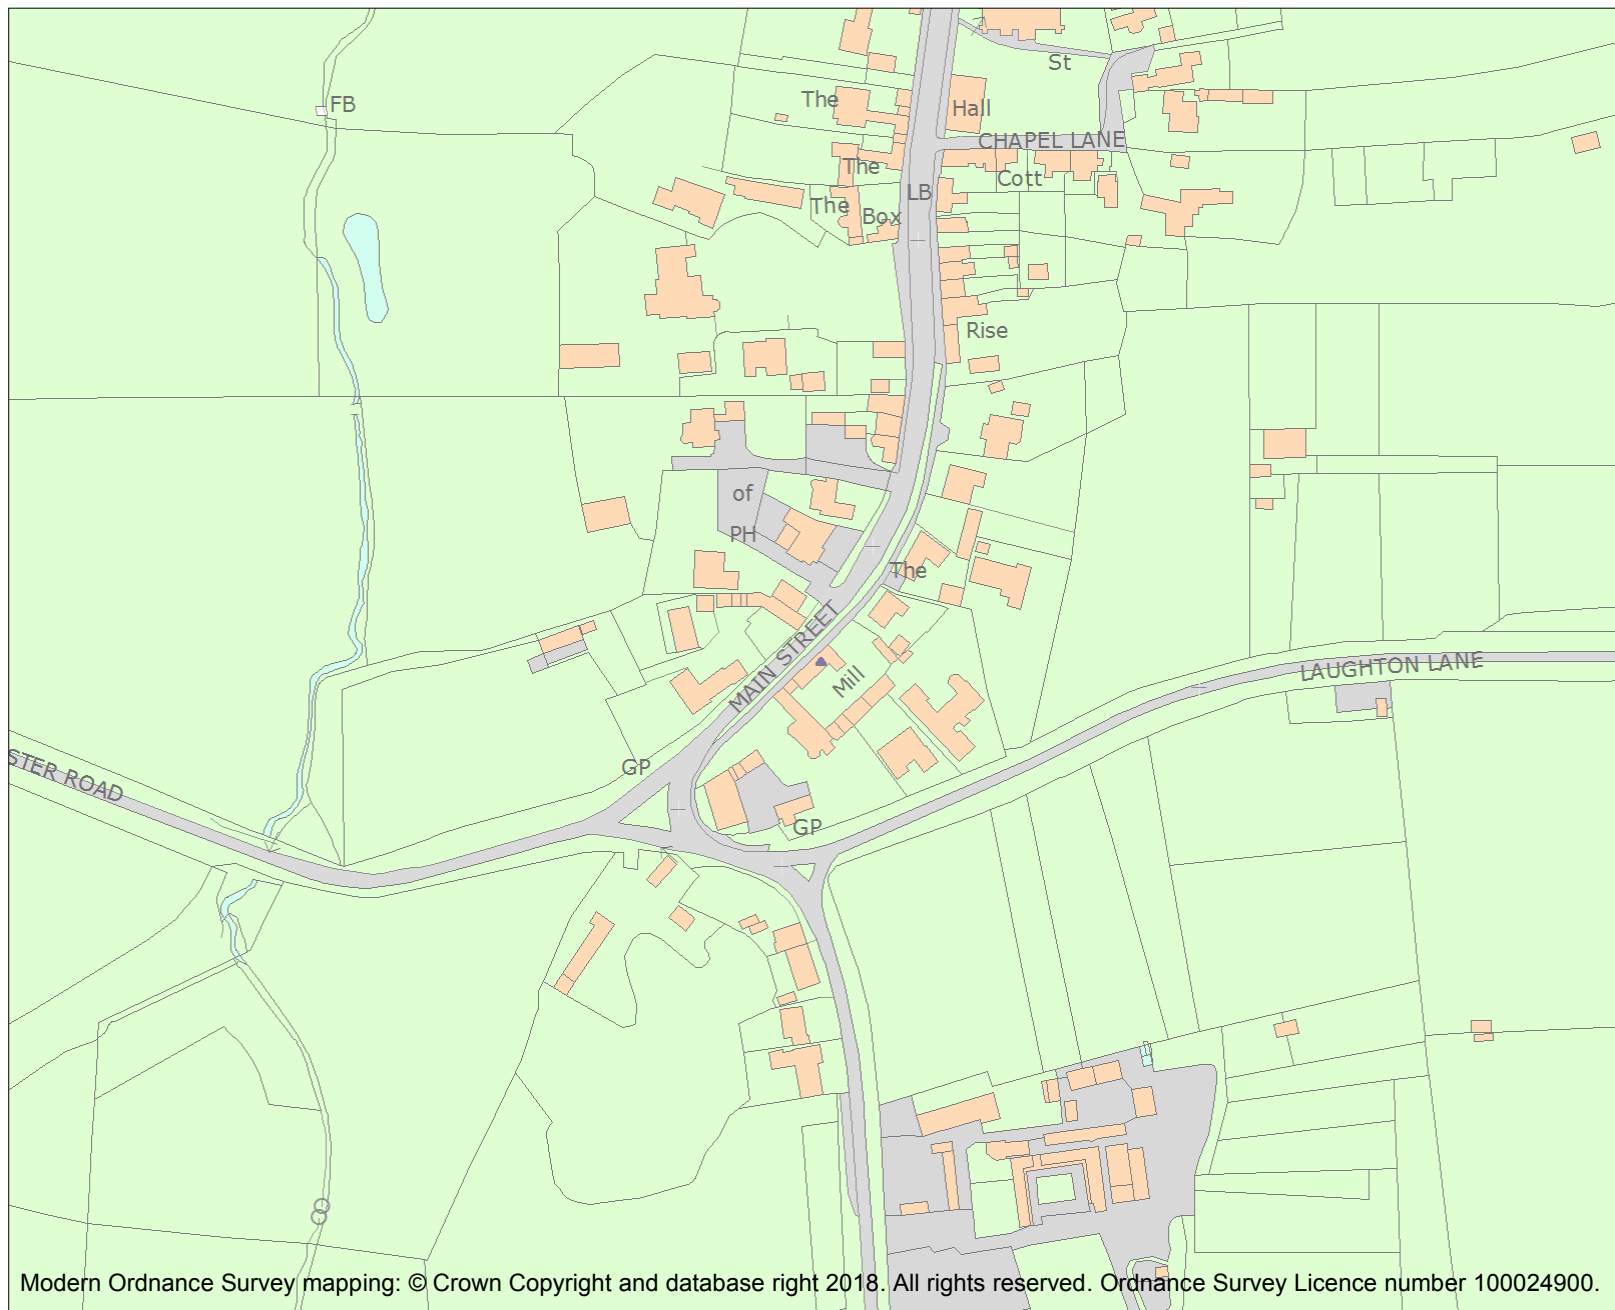 St
FB
The
Hall
CHAPEL LANE
The
Cott
LB
The
Box
Rise
of
PH
The
MAIN STREET
Mill
LAUGHTON LANE
GP
STER ROAD
GP
Modern Ordnance Survey mapping: © Crown Copyright and database right 2018. All rights reserved. Ordnance Survey Licence number 100024900.